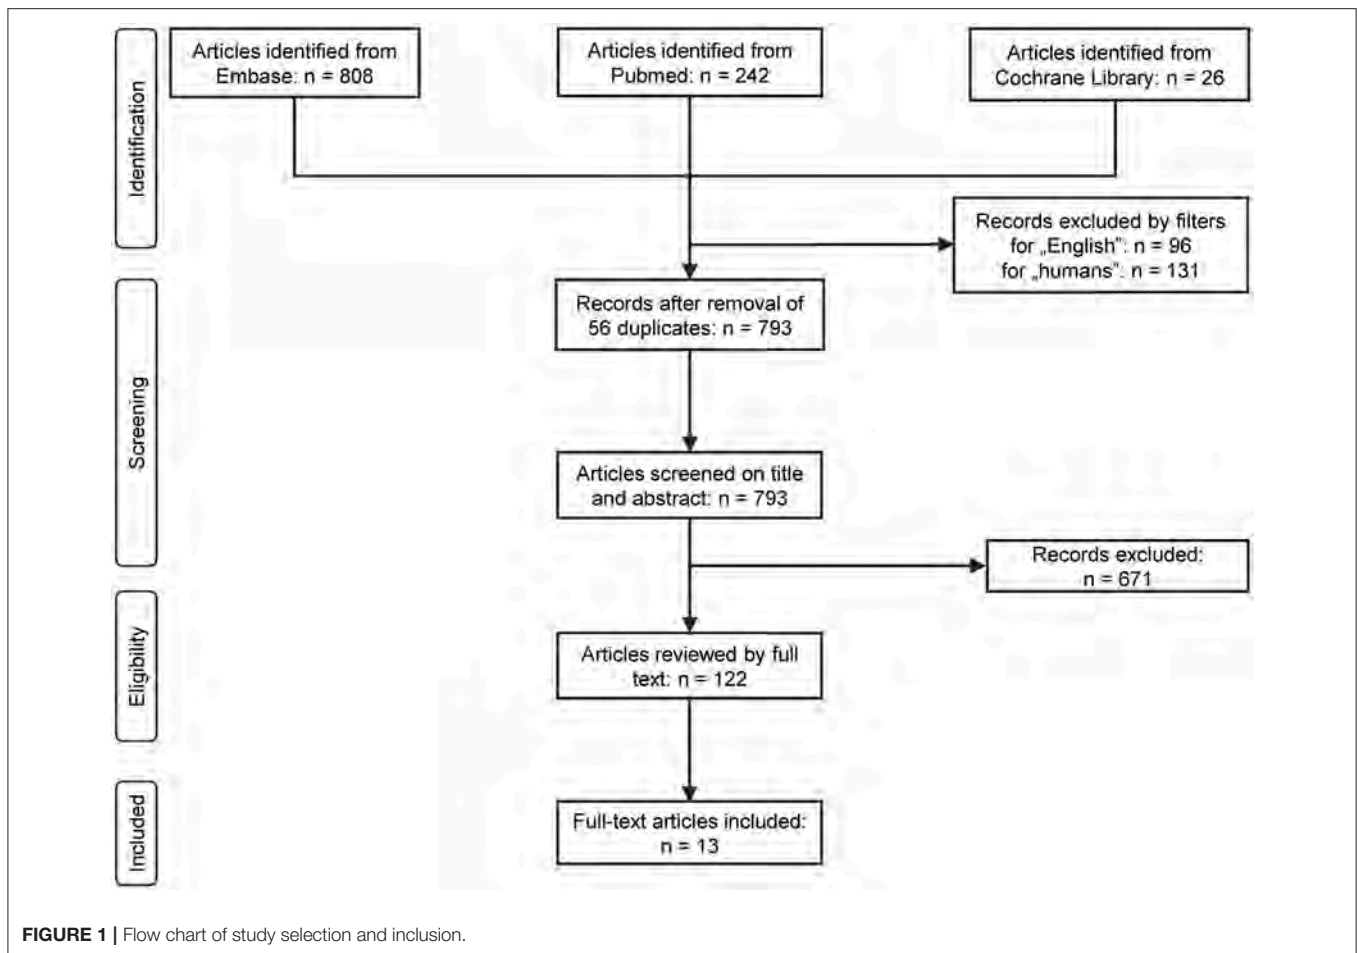 Identification
Articles identified from
Embase: n = 808
Articles identified from
Pubmed: n = 242
Articles identified from
Cochrane Library: n = 26
Records excluded by filters
for „English”: n = 96
for „humans”: n = 131
Screening
Records after removal of
56 duplicates: n = 793
Articles screened on title
and abstract: n = 793
Records excluded:
n = 671
Eligibility
Articles reviewed by full
text: n = 122
Included
Full-text articles included:
n = 13
FIGURE 1 | Flow chart of study selection and inclusion.